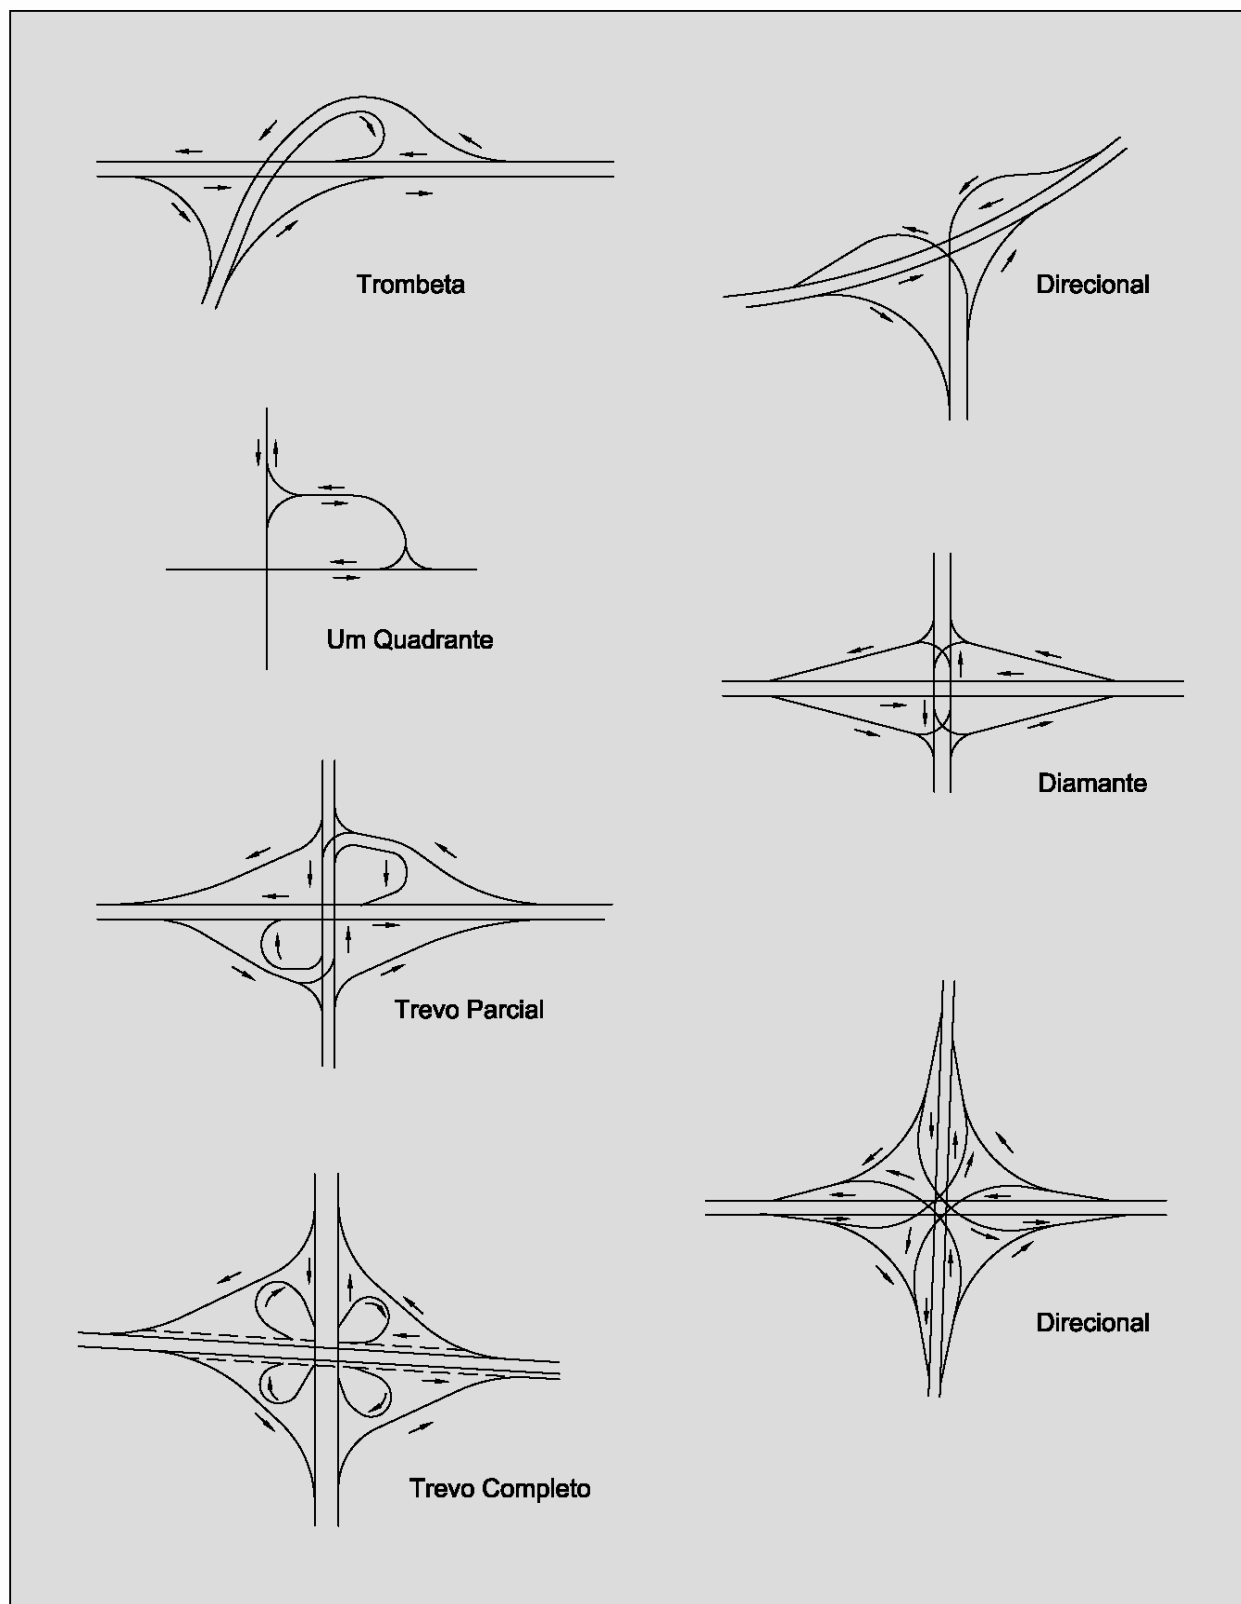 Trombeta
Direcional
Um Quadrante
Diamante
Trevo Parcial
Direcional
Trevo Completo